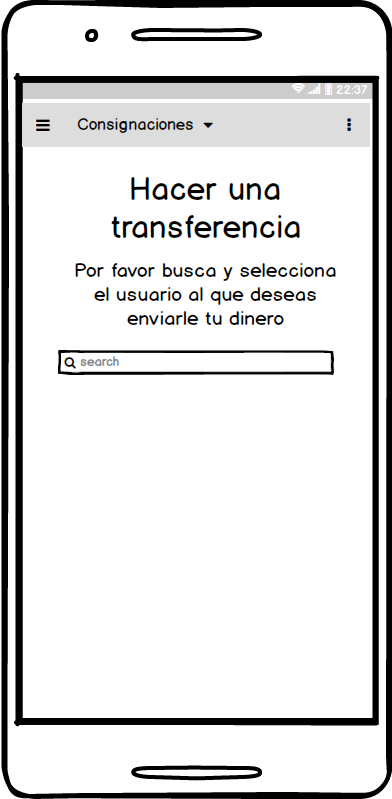 22:37
Consignaciones
Hacer una
transferencia
Por favor busca y selecciona
el usuario al que deseas
enviarle tu dinero
search